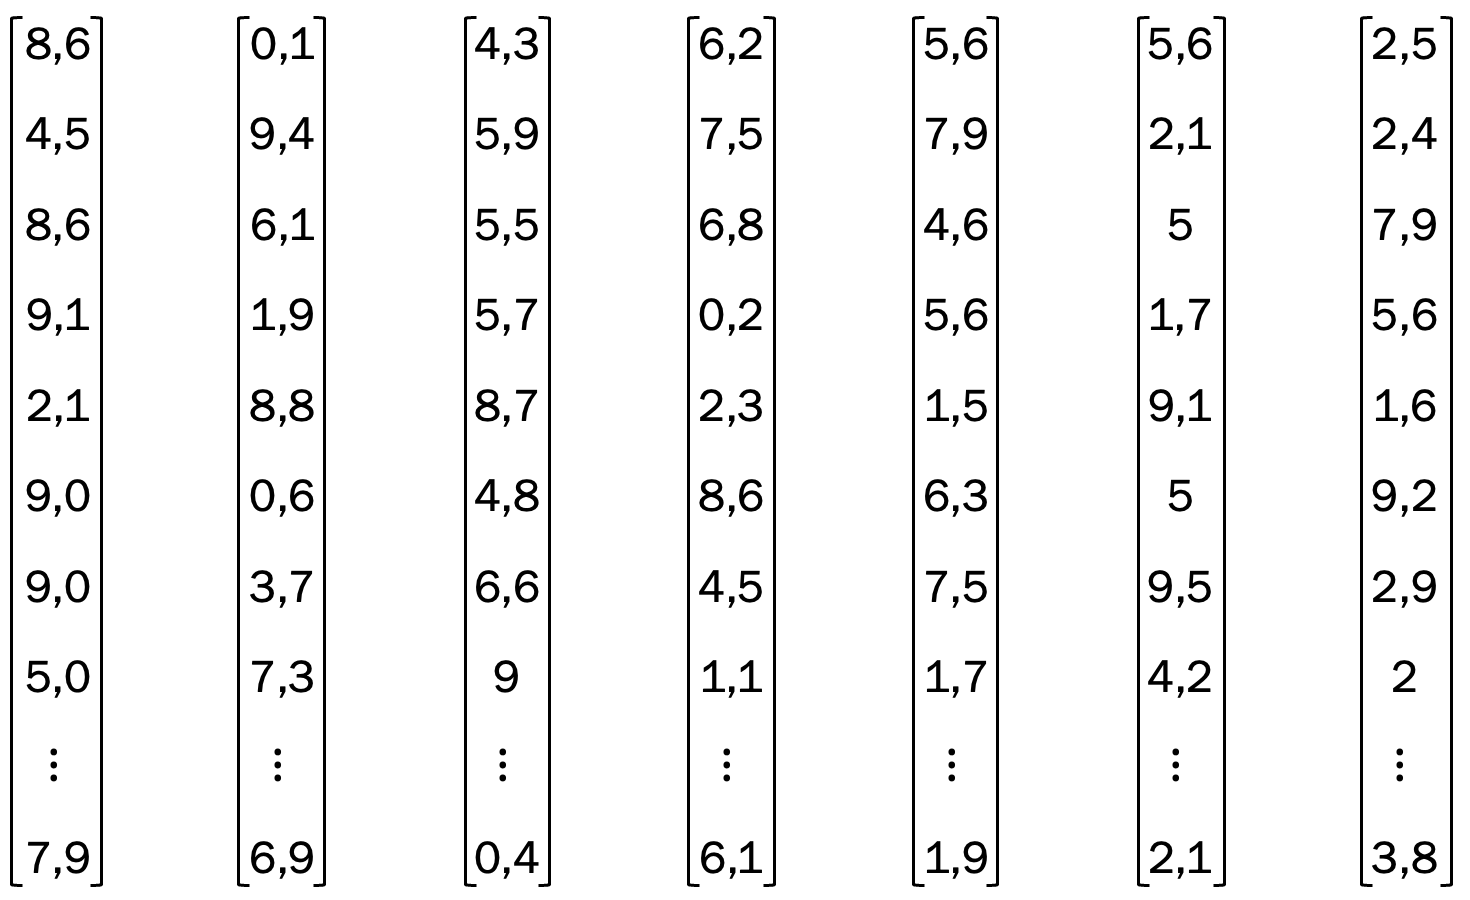 8,6 0,1 4,3 6,2 5,6 5,6 2,5
4,5 9,4 5,9 7,5 7,9 2,1 2,4
8,6 6,1 5,5 6,8 4,6 5 7,9
9,1 1,9 5,7 0,2 5,6 1,7 5,6
2,1 8,8 8,7 2,3 1,5 9,1 1,6
9,0 0,6 4,8 8,6 6,3 5 9,2
9,0 3,7 6,6 4,5 7,5 9,5 2,9
5,0 7,3 9 1,1 1,7 4,2 2
⋮ ⋮ ⋮ ⋮ ⋮ ⋮ ⋮
7,9 6,9 0,4 6,1 1,9 2,1 3,8